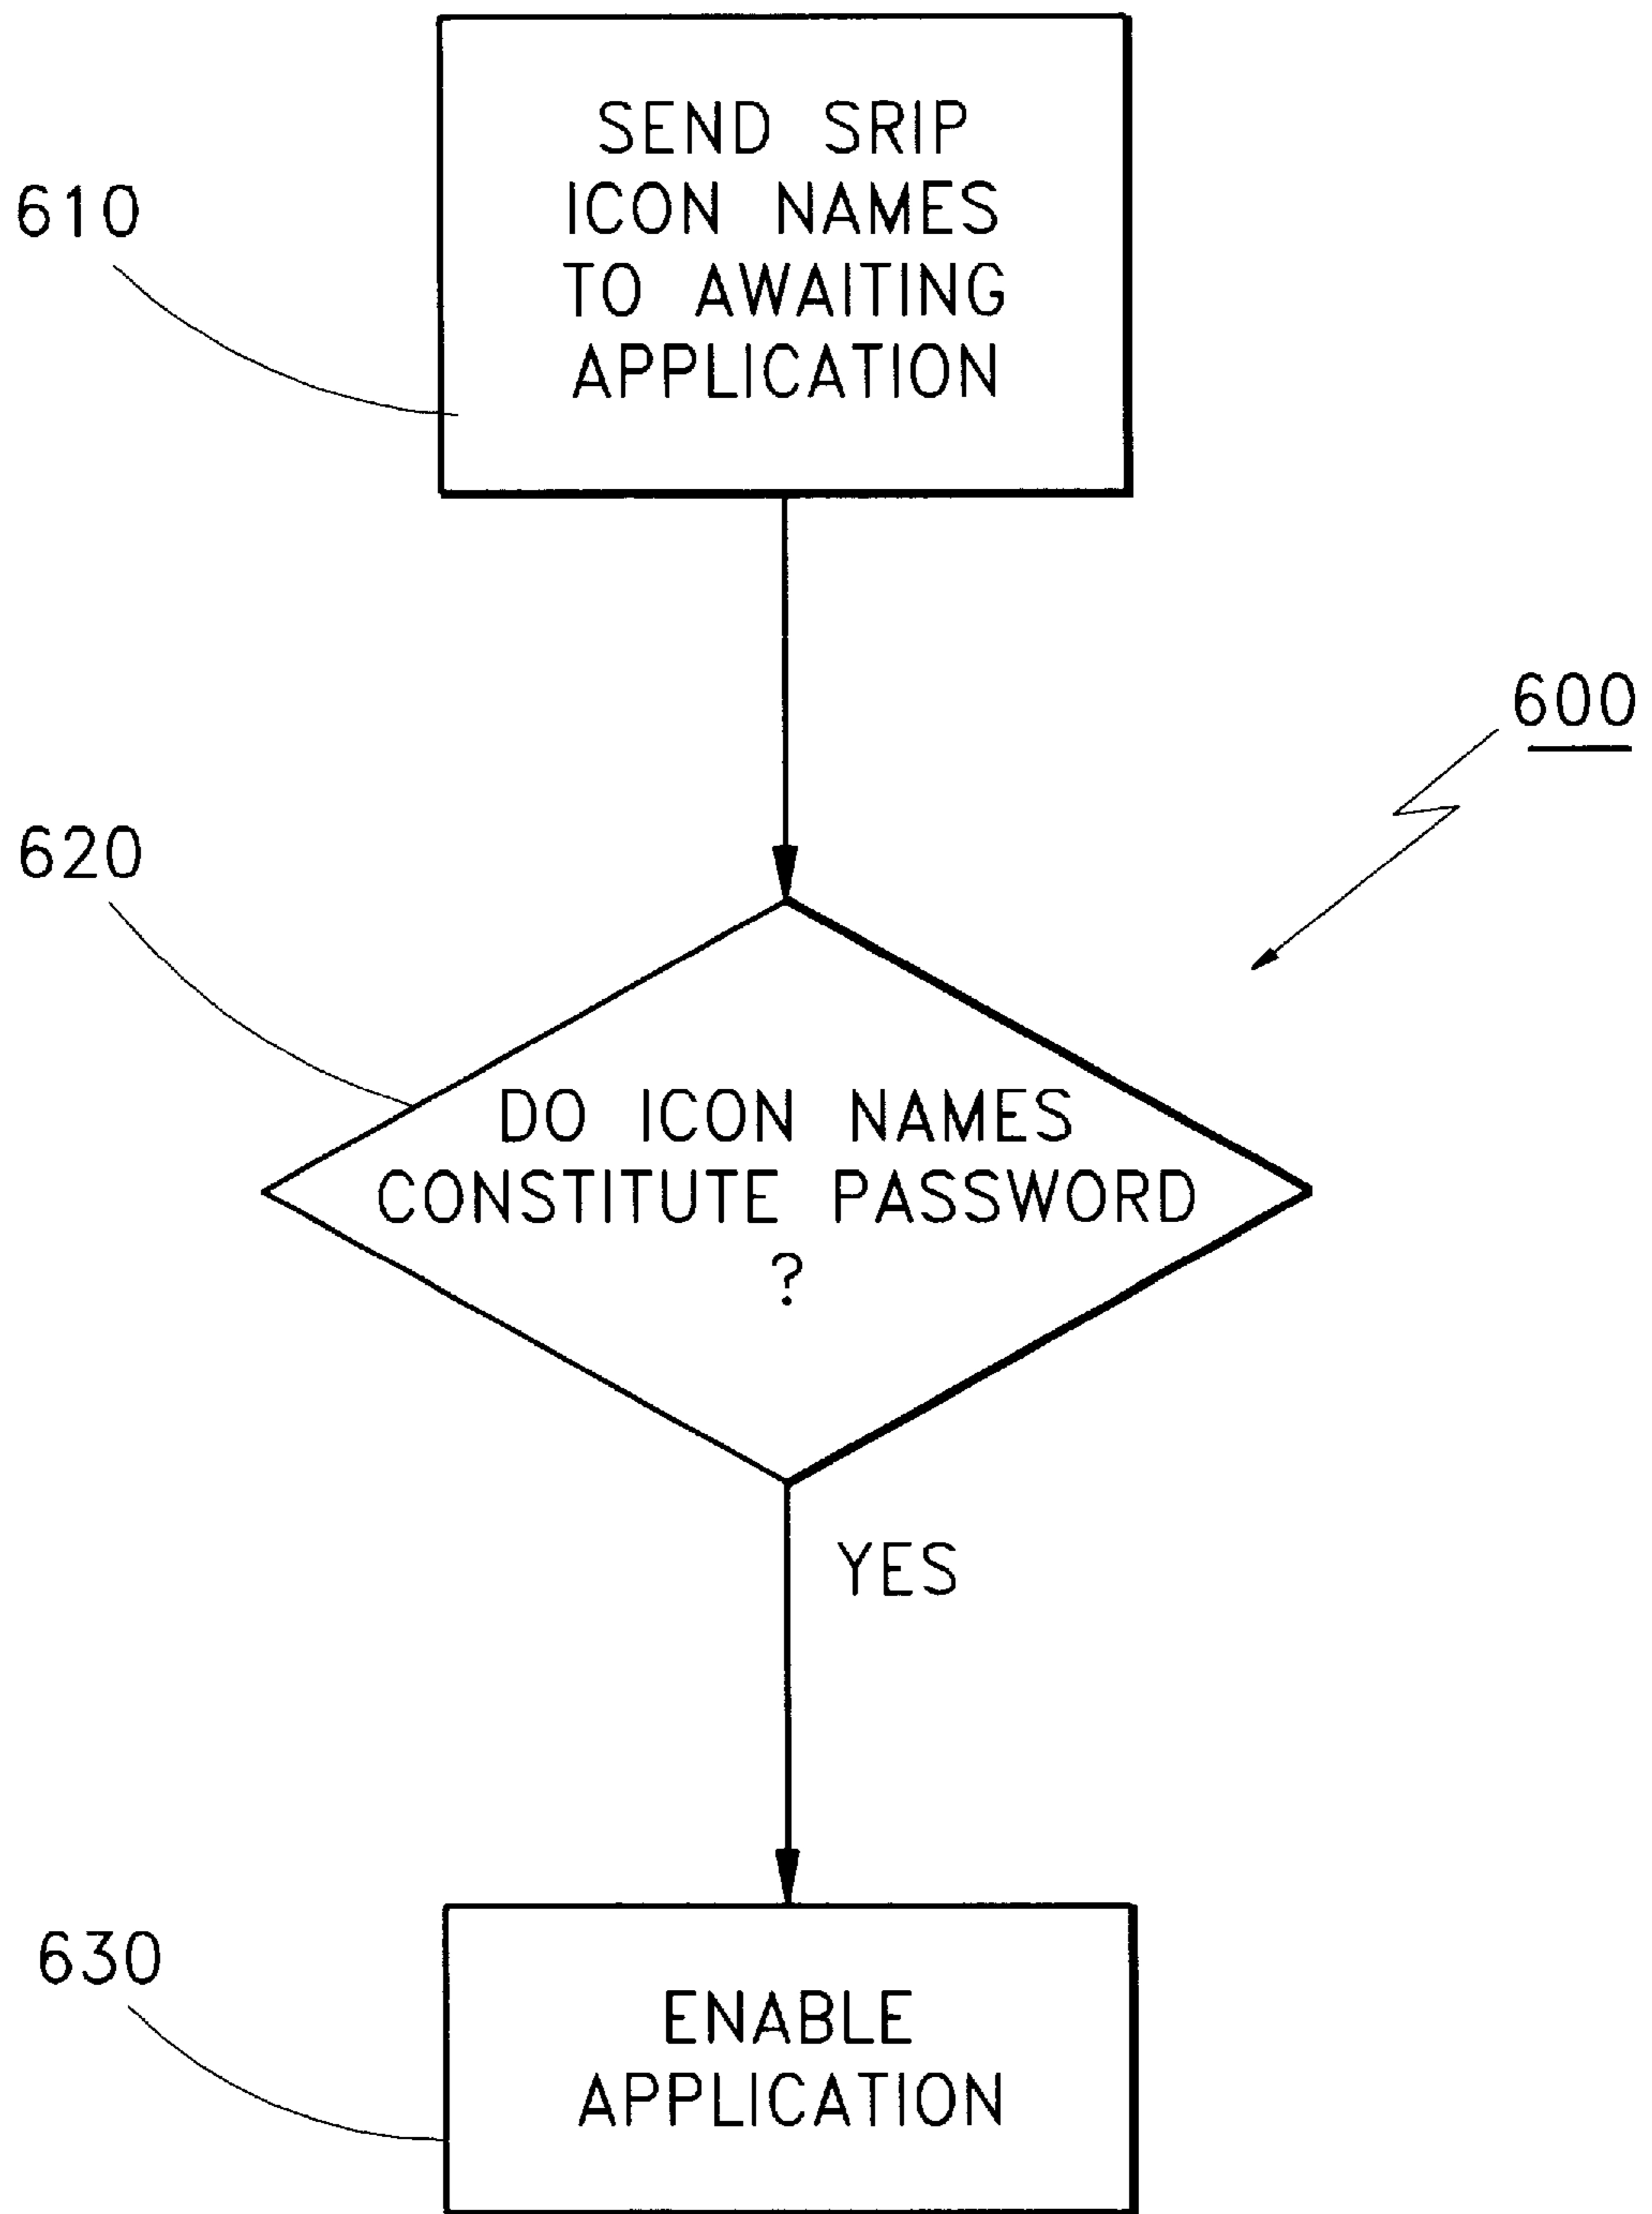 SEND SRIP
ICON NAMES
TO AWAITING
APPLICATION
610
600
620
DO ICON NAMES
CONSTITUTE PASSWORD
?
YES
630
ENABLE
APPLICATION